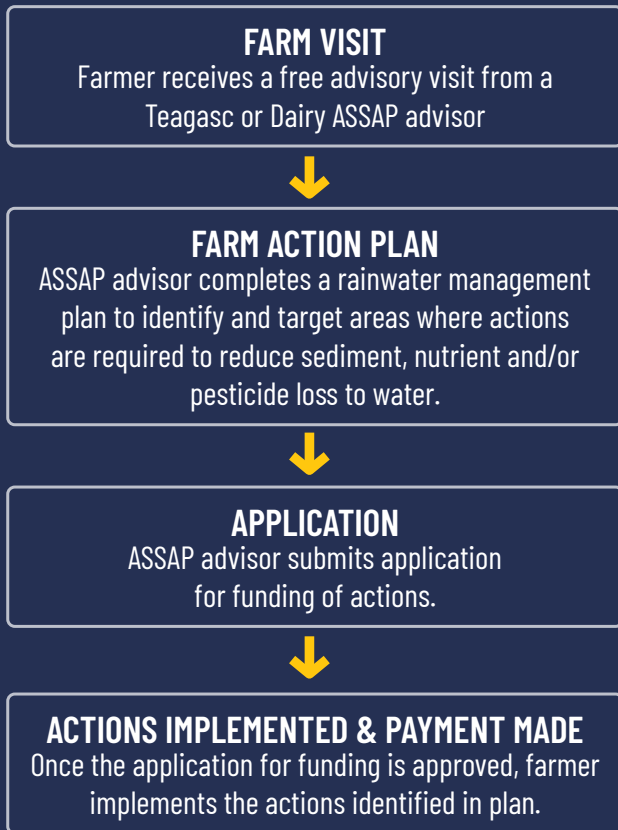 FARM VISIT
Farmer receives a free advisory visit from a
Teagasc or Dairy ASSAP advisor
FARM ACTION PLAN
ASSAP advisor completes a rainwater management
plan to identify and target areas where actions
are required to reduce sediment, nutrient and/or
pesticide loss to water.
APPLICATION
ASSAP advisor submits application
for funding of actions.
ACTIONS IMPLEMENTED & PAYMENT MADE
Once the application for funding is approved, farmer
implements the actions identified in plan.